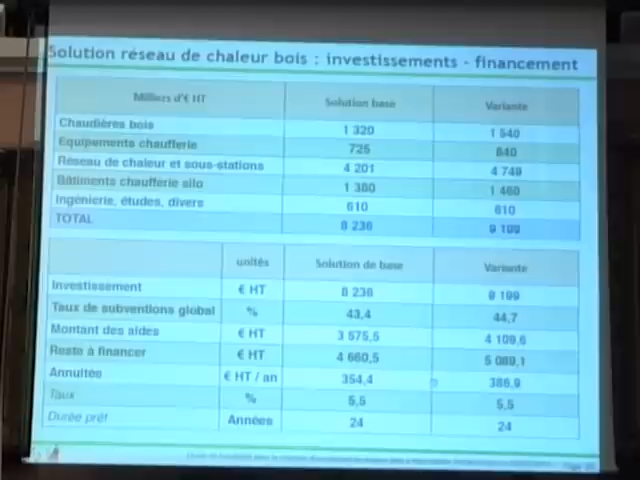 Solution réseau de chaleur bois : investissements - financement
Milliers d'€ HT Solution base Variante
Chaudières bois 1 320 1 540
Equipements chaufferie 725 840
Réseau de chaleur et sous-stations 4 201 4 749
Bâtiments chaufferie silo 1 380 1 460
Ingénierie, études, divers 610 610
TOTAL 8 236 9 199
unités Solution de base Variante
Investissement € HT 8 236 9 199
Taux de subventions global % 43,4 44,7
Montant des aides € HT 3 575,5 4 109,6
Reste à financer € HT 4 660,5 5 089,1
Annuités € HT / an 354,4 386,9
Taux % 5,5 5,5
Durée prêt Années 24 24